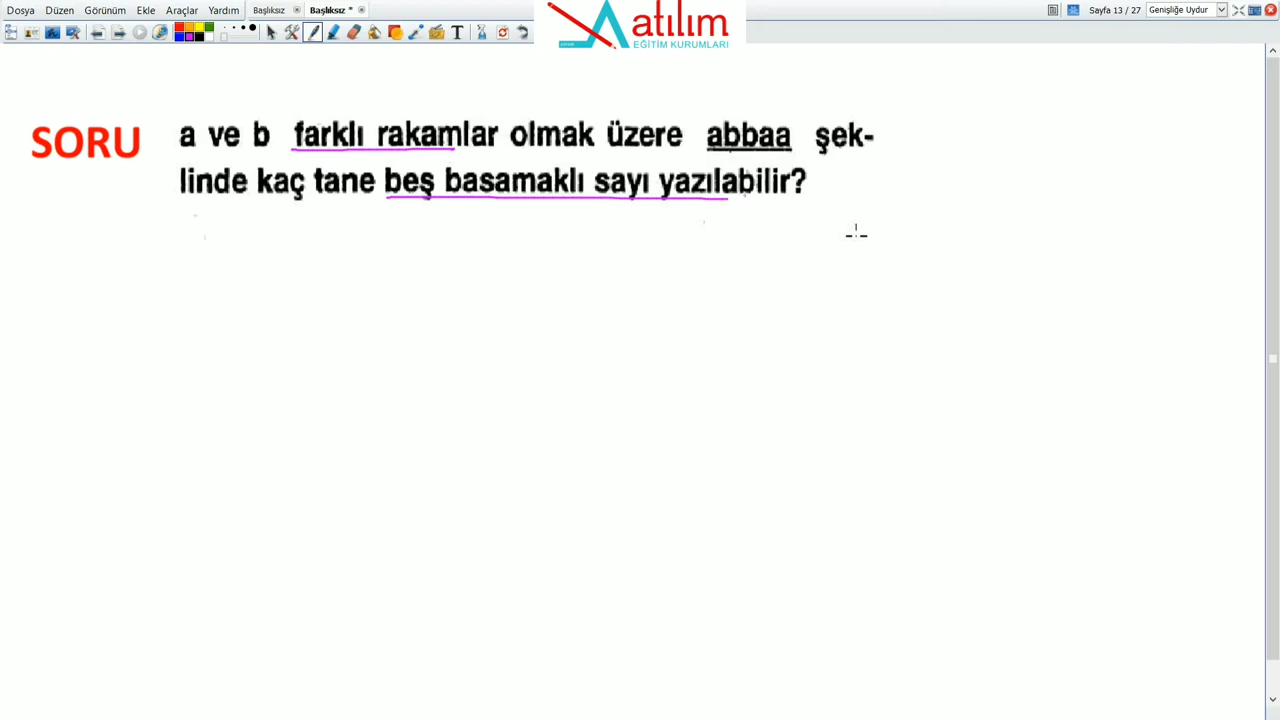 Dosya Düzen Görünüm Ekle Araçlar Yardım Başlıksız Başlıksız * Sayfa 13 / 27 Genişliğe Uydur
atılım
EĞİTİM KURUMLARI
SORU a ve b farklı rakamlar olmak üzere abbaa şek-
linde kaç tane beş basamaklı sayı yazılabilir?